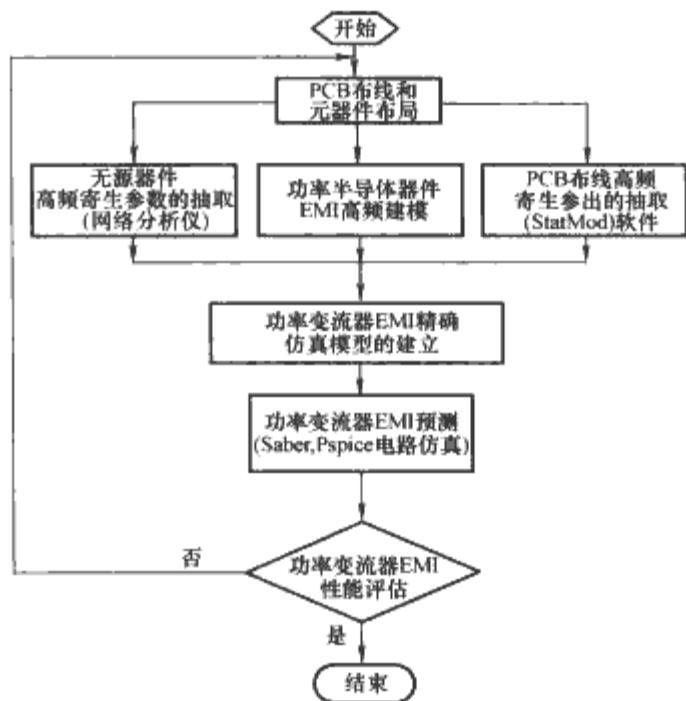 开始
PCB布线和
元器件布局
无源器件
高频寄生参数的抽取
(网络分析仪)
功率半导体器件
EMI高频建模
PCB布线高频
寄生参出的抽取
(StatMod)软件
功率变流器EMI精确
仿真模型的建立
功率变流器EMI预测
(Saber,Pspice电路仿真)
功率变流器EMI
性能评估
否
是
结束